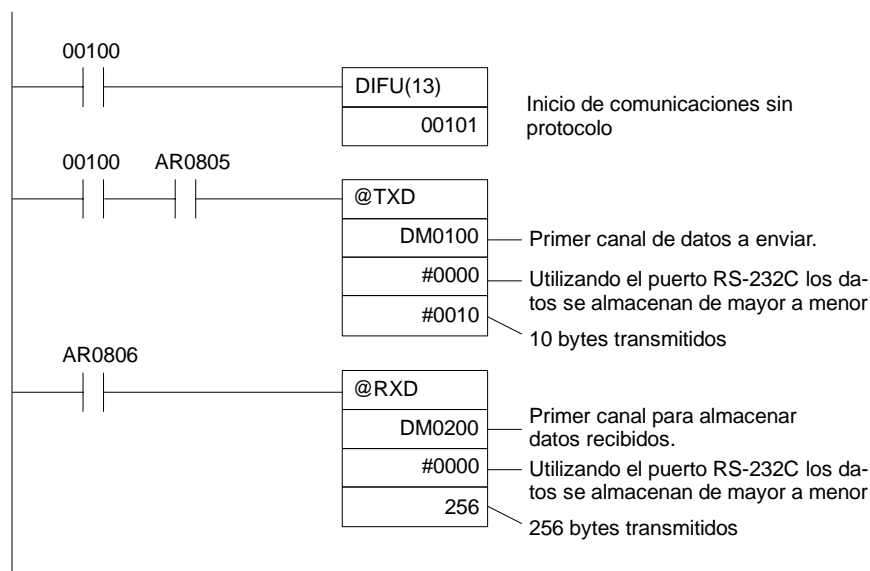 00100
DIFU(13)
00101
Inicio de comunicaciones sin
protocolo
00100 AR0805
@TXD
DM0100
Primer canal de datos a enviar.
#0000
Utilizando el puerto RS-232C los da-
tos se almacenan de mayor a menor
#0010
10 bytes transmitidos
AR0806
@RXD
DM0200
Primer canal para almacenar
datos recibidos.
#0000
Utilizando el puerto RS-232C los da-
tos se almacenan de mayor a menor
256
256 bytes transmitidos